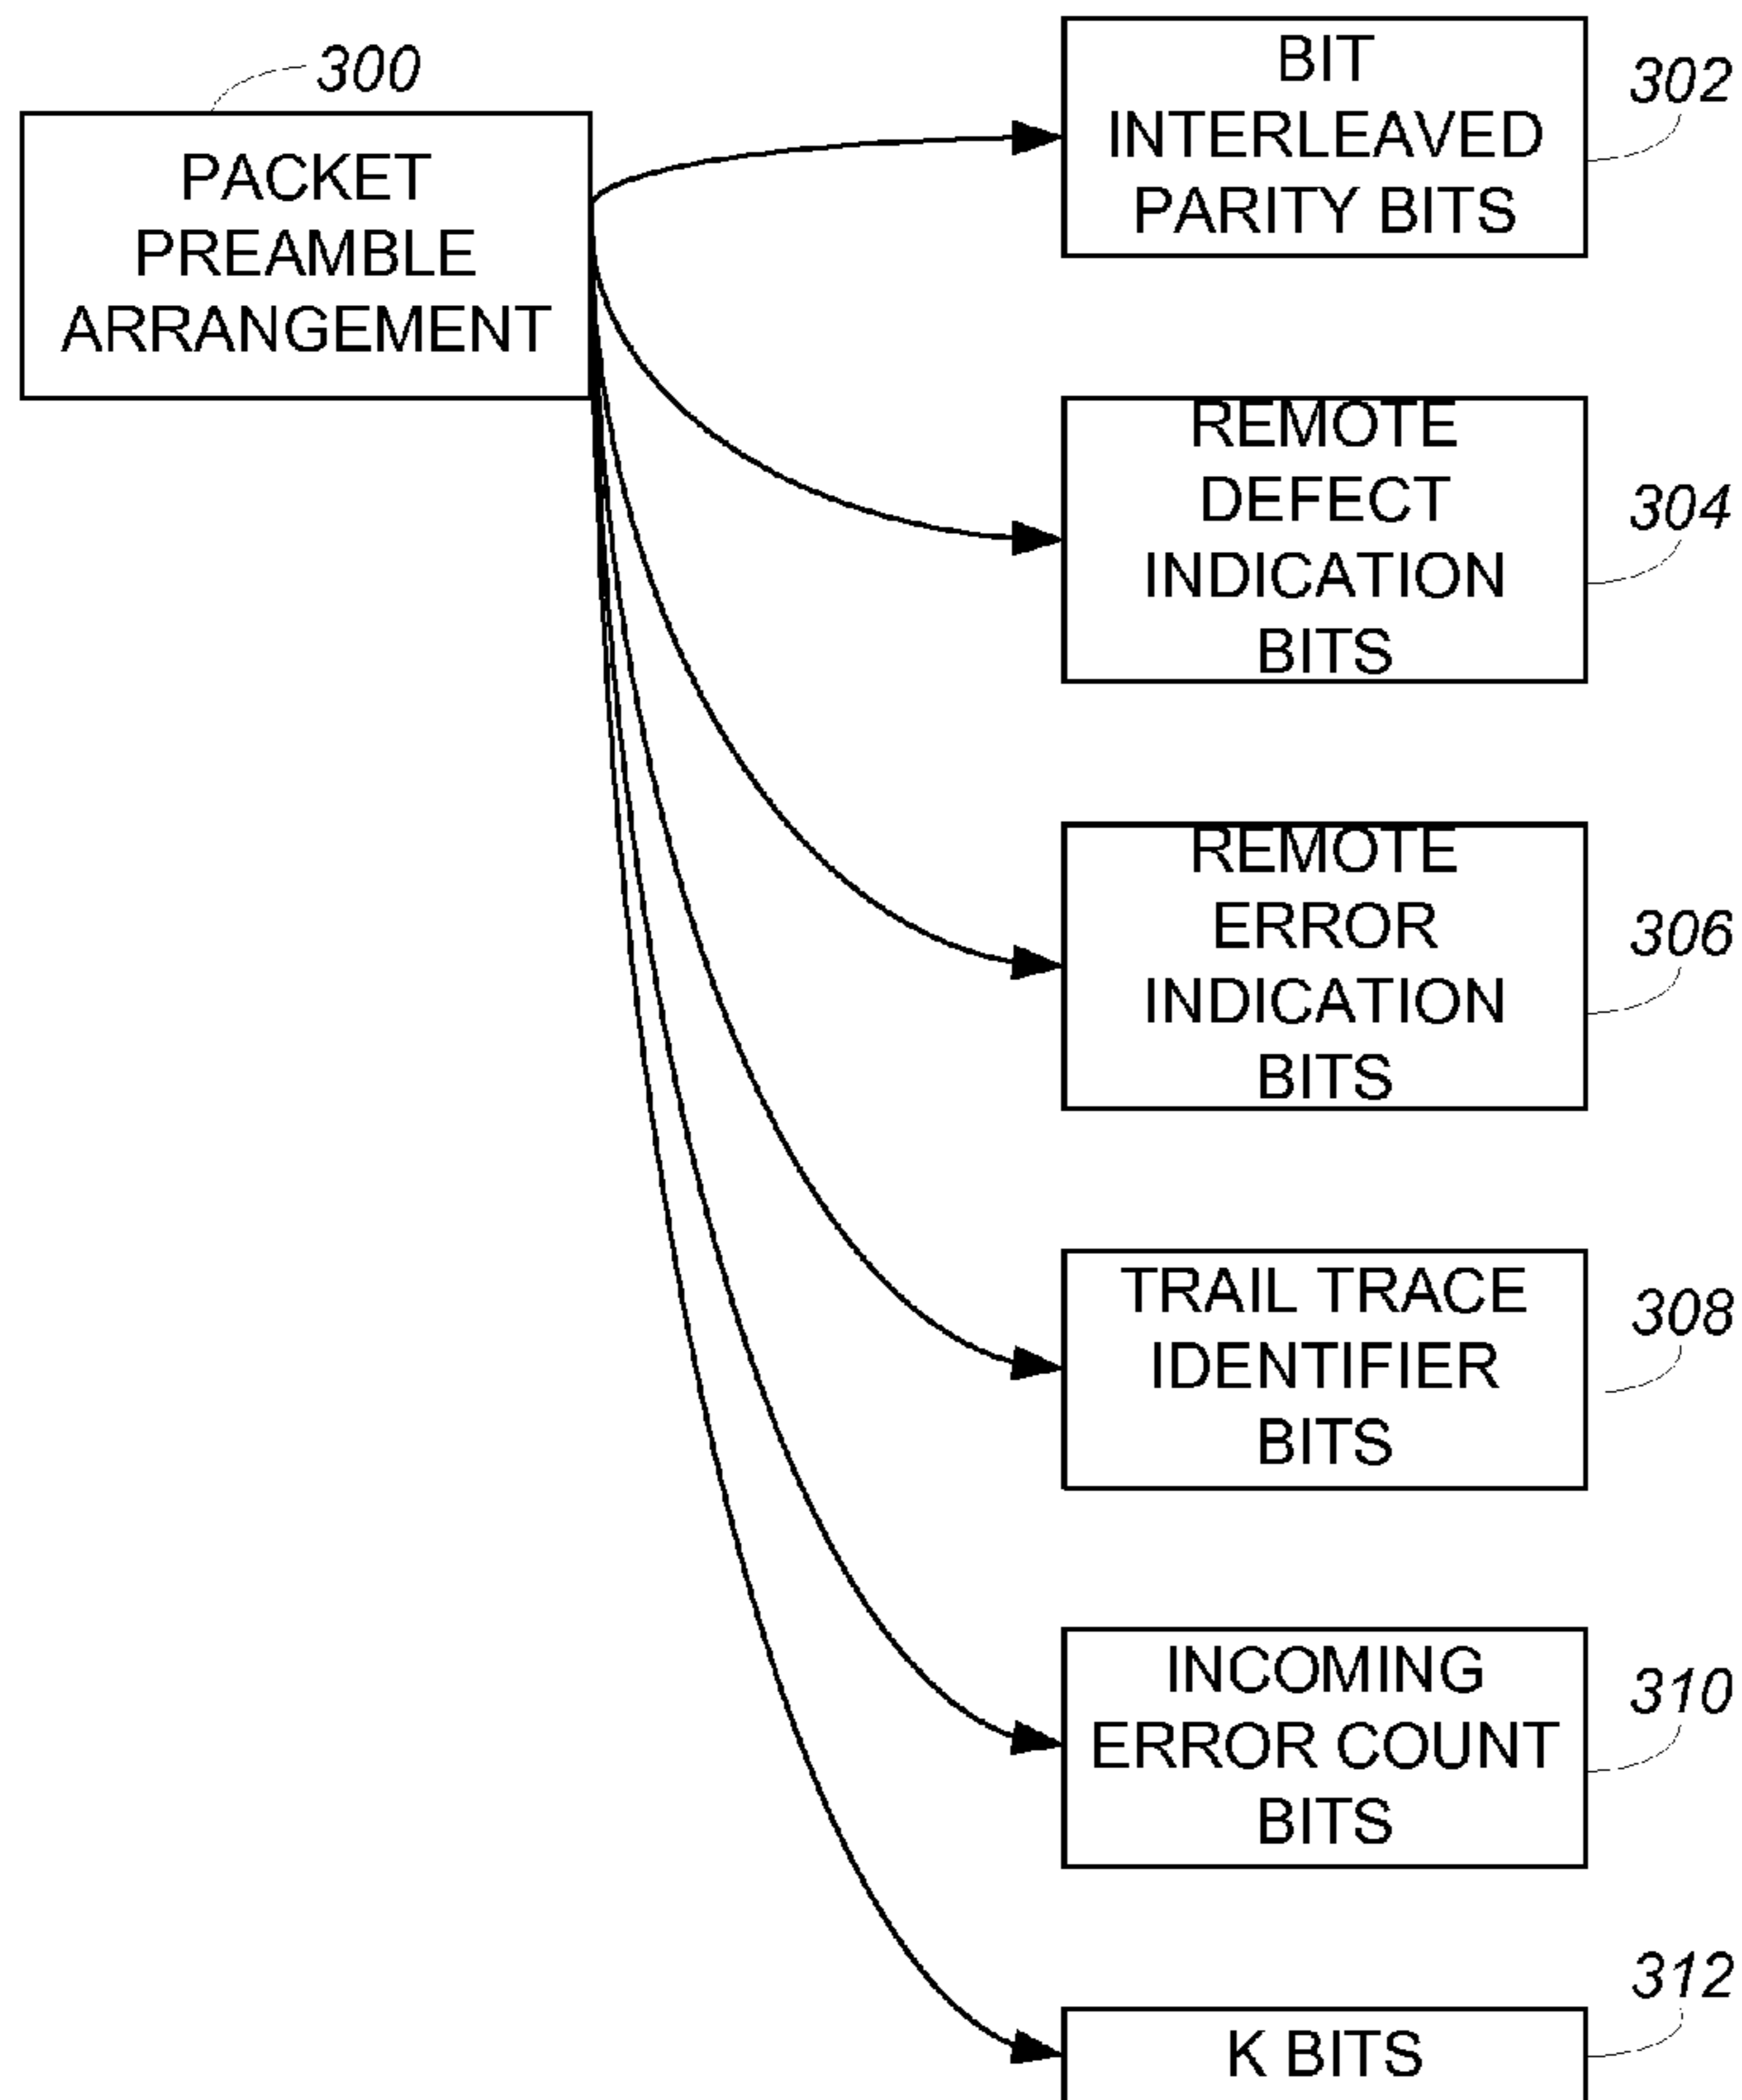 300
PACKET
PREAMBLE
ARRANGEMENT
BIT
INTERLEAVED
PARITY BITS
302
REMOTE
DEFECT
INDICATION
BITS
304
REMOTE
ERROR
INDICATION
BITS
306
TRAIL TRACE
IDENTIFIER
BITS
308
INCOMING
ERROR COUNT
BITS
310
K BITS
312